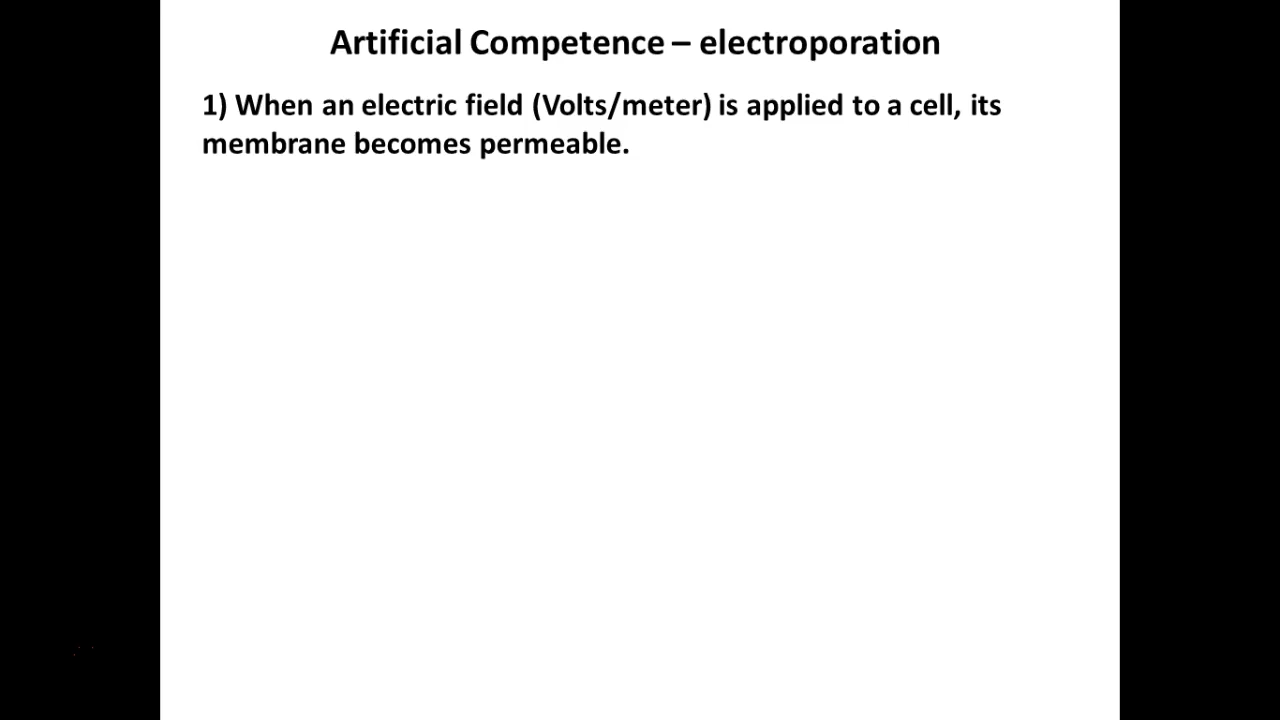 Artificial Competence – electroporation
1) When an electric field (Volts/meter) is applied to a cell, its
membrane becomes permeable.